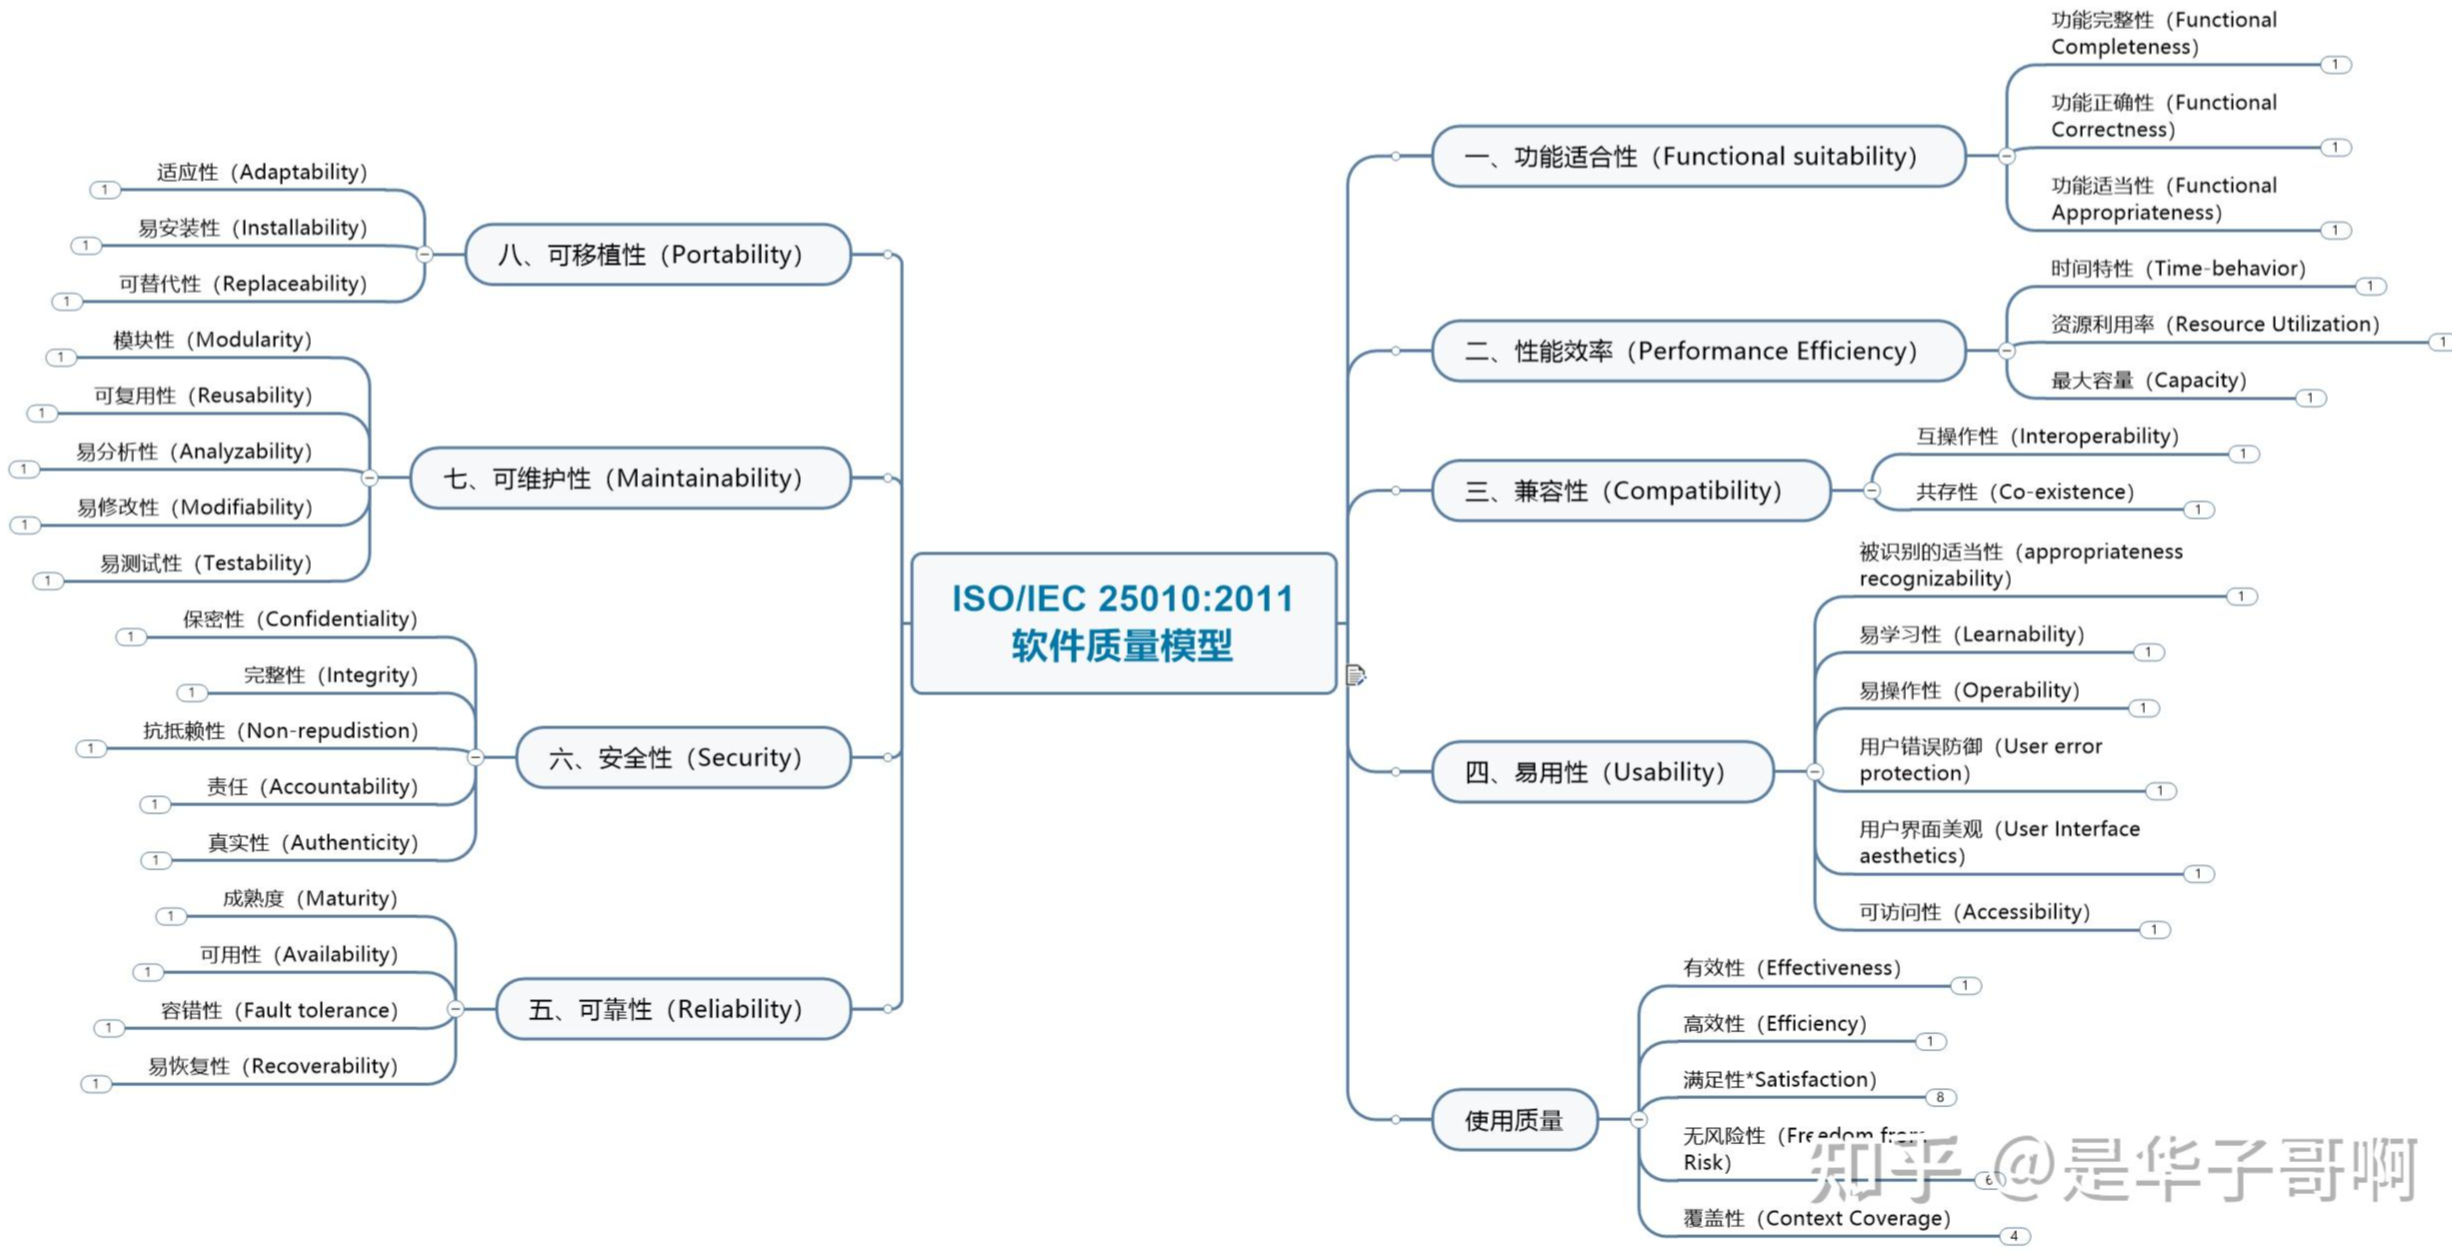 ISO/IEC 25010:2011
软件质量模型
一、功能适合性（Functional suitability）
功能完整性（Functional
Completeness）
1
功能正确性（Functional
Correctness）
1
功能适当性（Functional
Appropriateness）
1
二、性能效率（Performance Efficiency）
时间特性（Time-behavior）
1
资源利用率（Resource Utilization）
1
最大容量（Capacity）
1
三、兼容性（Compatibility）
互操作性（Interoperability）
1
共存性（Co-existence）
1
四、易用性（Usability）
被识别的适当性（appropriateness
recognizability）
1
易学习性（Learnability）
1
易操作性（Operability）
1
用户错误防御（User error
protection）
1
用户界面美观（User Interface
aesthetics）
1
可访问性（Accessibility）
1
使用质量
有效性（Effectiveness）
1
高效性（Efficiency）
1
满足性*Satisfaction）
8
无风险性（Freedom from
Risk）
6
覆盖性（Context Coverage）
4
八、可移植性（Portability）
适应性（Adaptability）
1
易安装性（Installability）
1
可替代性（Replaceability）
1
七、可维护性（Maintainability）
模块性（Modularity）
1
可复用性（Reusability）
1
易分析性（Analyzability）
1
易修改性（Modifiability）
1
易测试性（Testability）
1
六、安全性（Security）
保密性（Confidentiality）
1
完整性（Integrity）
1
抗抵赖性（Non-repudistion）
1
责任（Accountability）
1
真实性（Authenticity）
1
五、可靠性（Reliability）
成熟度（Maturity）
1
可用性（Availability）
1
容错性（Fault tolerance）
1
易恢复性（Recoverability）
1
知乎 @是华子哥啊